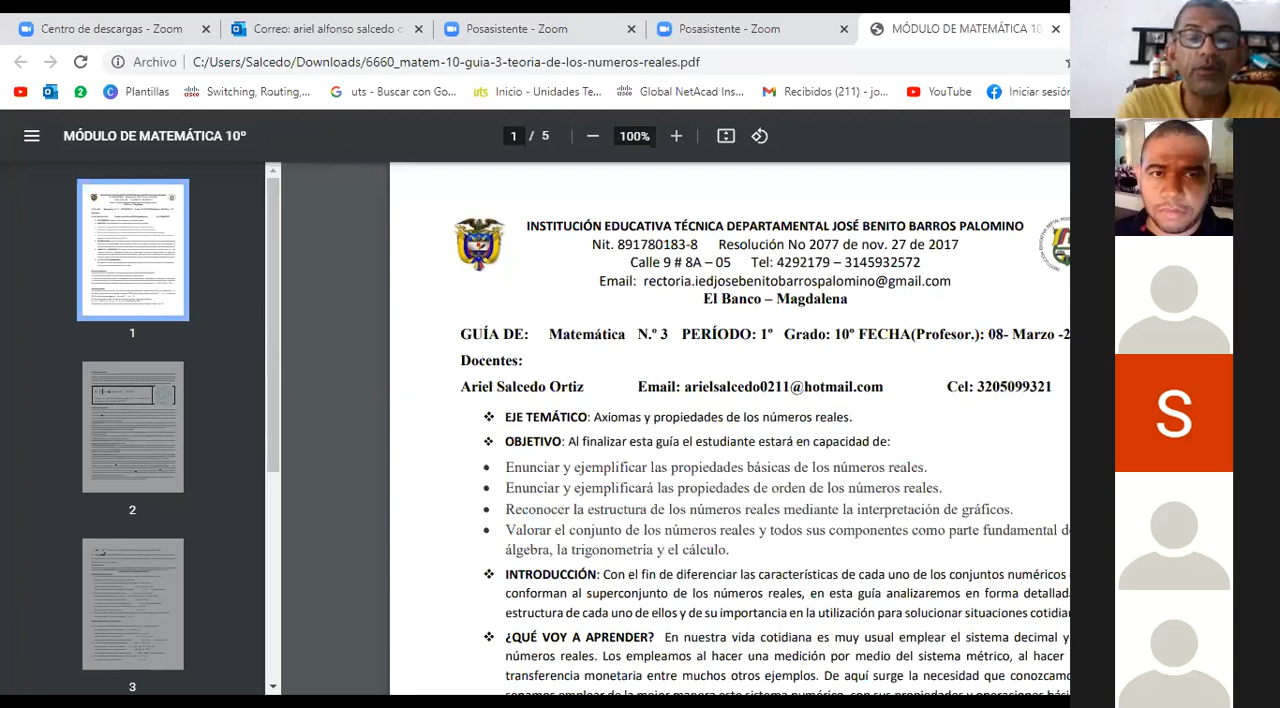 Centro de descargas - Zoom
Correo: ariel alfonso salcedo
Posasistente - Zoom
Posasistente - Zoom
MÓDULO DE MATEMÁTICA 10
Archivo
C:/Users/Salcedo/Downloads/6660_matem-10-guia-3-teoria-de-los-numeros-reales.pdf
Plantillas
Switching, Routing,...
uts - Buscar con Go...
Inicio - Unidades Te...
Global NetAcad Ins...
Recibidos (211) - jo...
YouTube
Iniciar sesión
MÓDULO DE MATEMÁTICA 10º
1 / 5
100%
1
2
3
INSTITUCIÓN EDUCATIVA TÉCNICA DEPARTAMENTAL JOSÉ BENITO BARROS PALOMINO
Nit. 891780183-8 Resolución No 2077 de nov. 27 de 2017
Calle 9 # 8A – 05 Tel: 4292179 – 3145932572
Email: rectoria.iedjosebenitobarrospalomino@gmail.com
El Banco – Magdalena
GUÍA DE: Matemática N.º 3 PERÍODO: 1º Grado: 10º FECHA(Profesor.): 08- Marzo -2
Docentes:
Ariel Salcedo Ortiz Email: arielsalcedo0211@hotmail.com Cel: 3205099321
❖ EJE TEMÁTICO: Axiomas y propiedades de los números reales.
❖ OBJETIVO: Al finalizar esta guía el estudiante estará en capacidad de:
• Enunciar y ejemplificar las propiedades básicas de los números reales.
• Enunciar y ejemplificará las propiedades de orden de los números reales.
• Reconocer la estructura de los números reales mediante la interpretación de gráficos.
• Valorar el conjunto de los números reales y todos sus componentes como parte fundamental
álgebra, la trigonometría y el cálculo.
❖ INTRODUCCIÓN: Con el fin de diferenciar las características de cada uno de los conjuntos numéricos
conforman al superconjunto de los números reales, en esta guía analizaremos en forma detallada
estructura de cada uno de ellos y de su importancia en la utilización para solucionar situaciones
❖ ¿QUÉ VOY A APRENDER? En nuestra vida cotidiana es muy usual emplear el sistema decimal y
números reales. Los empleamos al hacer una medición por medio del sistema métrico, al hacer
transferencia monetaria entre muchos otros ejemplos. De aquí surge la necesidad que
S